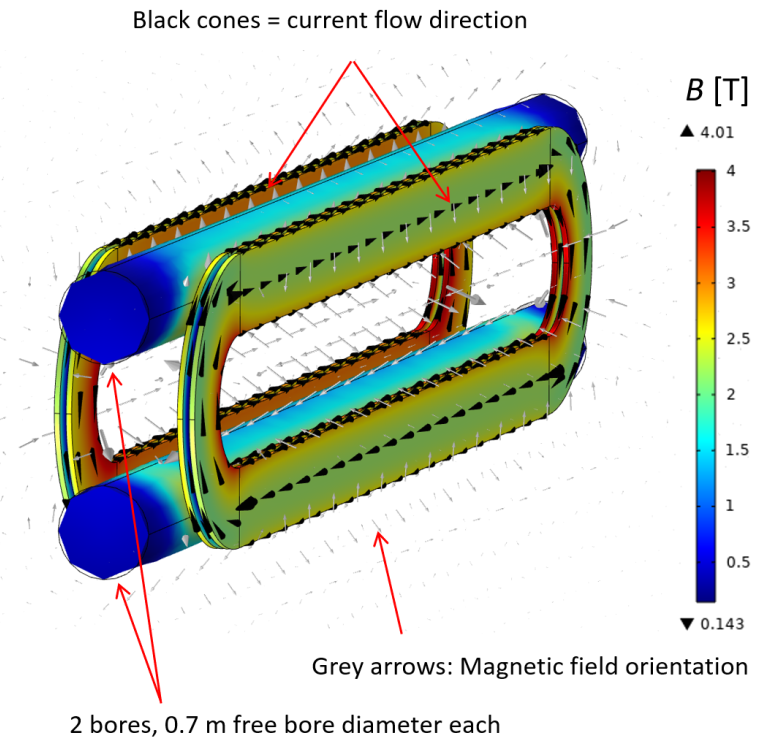 Black cones = current flow direction
B [T]
▲ 4.01
4
3.5
3
2.5
2
1.5
1
0.5
▼ 0.143
Grey arrows: Magnetic field orientation
2 bores, 0.7 m free bore diameter each